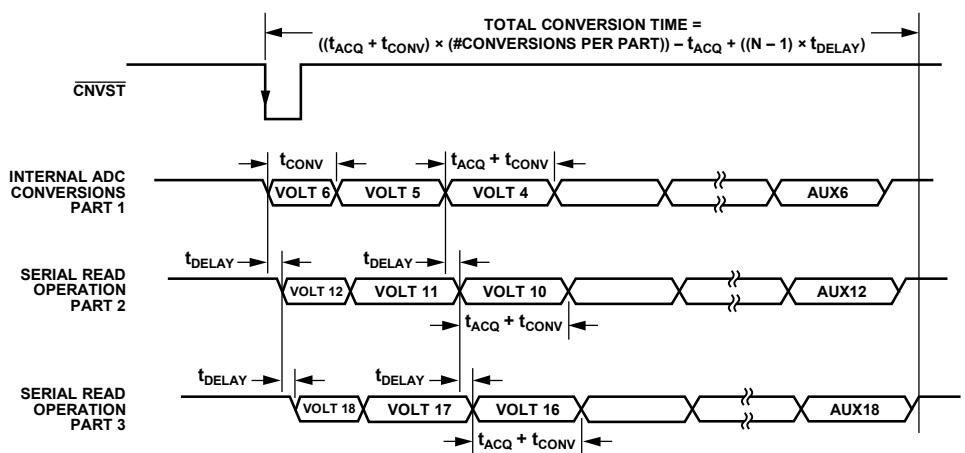 TOTAL CONVERSION TIME =
((tACQ + tCONV) × (#CONVERSIONS PER PART)) – tACQ + ((N – 1) × tDELAY)
CNVST
tCONV
tACQ + tCONV
INTERNAL ADC
CONVERSIONS
PART 1
VOLT 6
VOLT 5
VOLT 4
AUX6
tDELAY
tDELAY
SERIAL READ
OPERATION
PART 2
VOLT 12
VOLT 11
VOLT 10
AUX12
tACQ + tCONV
tDELAY
tDELAY
SERIAL READ
OPERATION
PART 3
VOLT 18
VOLT 17
VOLT 16
AUX18
tACQ + tCONV